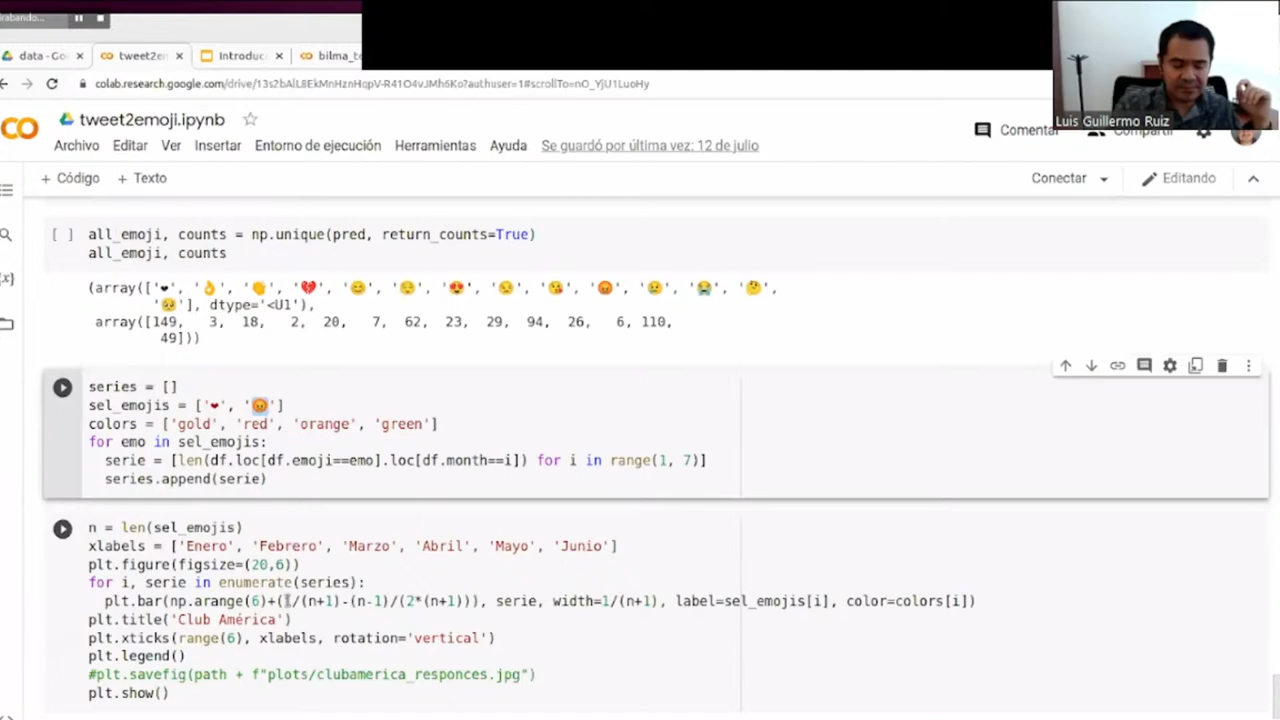 rabando...
data - Go
tweet2em
Introduc
bilma_te
colab.research.google.com/drive/13s2bAlL8EkMnHznHqpV-R41O4vJMh5Ko?authuser=1#scrollTo=nO_YjU1LuoHy
Luis Guillermo Ruiz
CO
tweet2emoji.ipynb
Comentar
Compartir
Archivo Editar Ver Insertar Entorno de ejecución Herramientas Ayuda Se guardó por última vez: 12 de julio
+ Código + Texto
Conectar
Editando
[ ] all_emoji, counts = np.unique(pred, return_counts=True)
all_emoji, counts
(array(['❤', '👌', '👏', '💔', '😊', '😌', '😍', '😒', '😘', '😡', '😢', '😭', '🤔',
'🥺'], dtype='<U1'),
array([149, 3, 18, 2, 20, 7, 62, 23, 29, 94, 26, 6, 110,
49]))
series = []
sel_emojis = ['❤', '😡']
colors = ['gold', 'red', 'orange', 'green']
for emo in sel_emojis:
serie = [len(df.loc[df.emoji==emo].loc[df.month==i]) for i in range(1, 7)]
series.append(serie)
n = len(sel_emojis)
xlabels = ['Enero', 'Febrero', 'Marzo', 'Abril', 'Mayo', 'Junio']
plt.figure(figsize=(20,6))
for i, serie in enumerate(series):
plt.bar(np.arange(6)+(i/(n+1)-(n-1)/(2*(n+1))), serie, width=1/(n+1), label=sel_emojis[i], color=colors[i])
plt.title('Club América')
plt.xticks(range(6), xlabels, rotation='vertical')
plt.legend()
#plt.savefig(path + f"plots/clubamerica_responces.jpg")
plt.show()